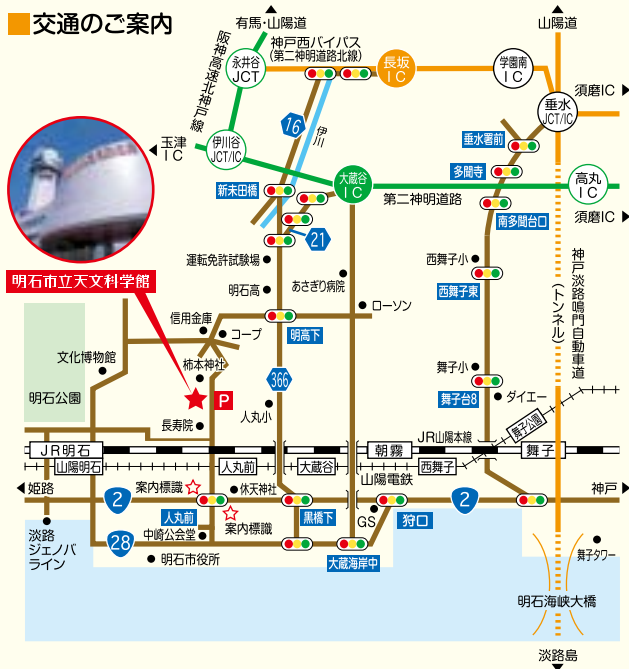 交通のご案内
有馬・山陽道
山陽道
神戸西バイパス
(第二神明道路北線)
阪神高速北神戸線
永井谷
JCT
長坂
IC
学園南
IC
須磨IC
垂水
JCT/IC
玉津
IC
伊川谷
JCT/IC
16
伊川
垂水署前
多聞寺
大蔵谷
IC
第二神明道路
高丸
IC
新未田橋
南多聞台口
須磨IC
21
運転免許試験場
あさぎり病院
西舞子小
西舞子東
神戸淡路鳴門自動車道
(トンネル)
明石高
ローソン
明石市立天文科学館
信用金庫
コープ
明高下
文化博物館
柿本神社
366
舞子小
舞子台8
ダイエー
明石公園
P
人丸小
長寿院
舞子公園
JR山陽本線
JR明石
朝霧
舞子
山陽明石
人丸前
大蔵谷
西舞子
山陽電鉄
姫路
2
案内標識
休天神社
2
神戸
人丸前
案内標識
黒橋下
GS
狩口
淡路
ジェノバ
ライン
28
中崎公会堂
明石市役所
大蔵海岸中
舞子タワー
明石海峡大橋
淡路島